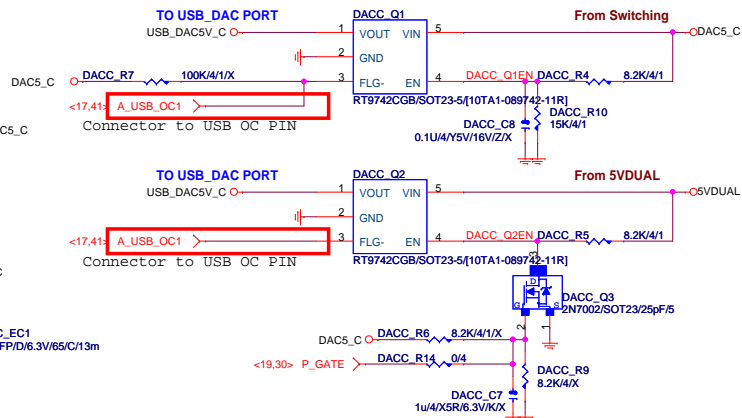 TO USB_DAC PORT
DACC_Q1
From Switching
USB_DAC5V_C
1
VOUT
VIN
5
DAC5_C
2
GND
DAC5_C
DACC_R7
100K/4/1/X
3
FLG-
EN
4
DACC_Q1EN
DACC_R4
8.2K/4/1
<17,41>
A_USB_OC1
RT9742CGB/SOT23-5/[10TA1-089742-11R]
Connector to USB OC PIN
DACC_R10
15K/4/1
DACC_C8
0.1U/4/Y5V/16V/Z/X
C5_C
TO USB_DAC PORT
DACC_Q2
From 5VDUAL
USB_DAC5V_C
1
VOUT
VIN
5
5VDUAL
2
GND
<17,41>
A_USB_OC1
3
FLG-
EN
4
DACC_Q2EN
DACC_R5
8.2K/4/1
Connector to USB OC PIN
RT9742CGB/SOT23-5/[10TA1-089742-11R]
3
D
G
S
DACC_Q3
2N7002/SOT23/25pF/5
2
1
C_EC1
FP/D/6.3V/65/C/13m
DAC5_C
DACC_R6
8.2K/4/1/X
<19,30>
P_GATE
DACC_R14
0/4
DACC_R9
8.2K/4/X
DACC_C7
1u/4/X5R/6.3V/K/X